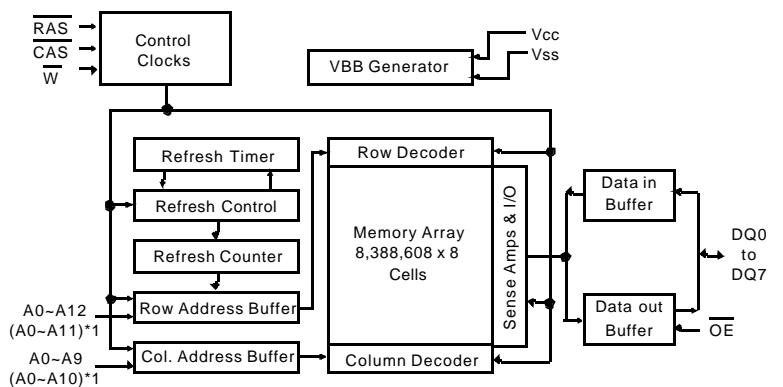 RAS
CAS
W
Control
Clocks
VBB Generator
Vcc
Vss
Refresh Timer
Refresh Control
Refresh Counter
Row Address Buffer
Col. Address Buffer
A0~A12
(A0~A11)*1
A0~A9
(A0~A10)*1
Row Decoder
Memory Array
8,388,608 x 8
Cells
Column Decoder
Sense Amps & I/O
Data in
Buffer
Data out
Buffer
DQ0
to
DQ7
OE